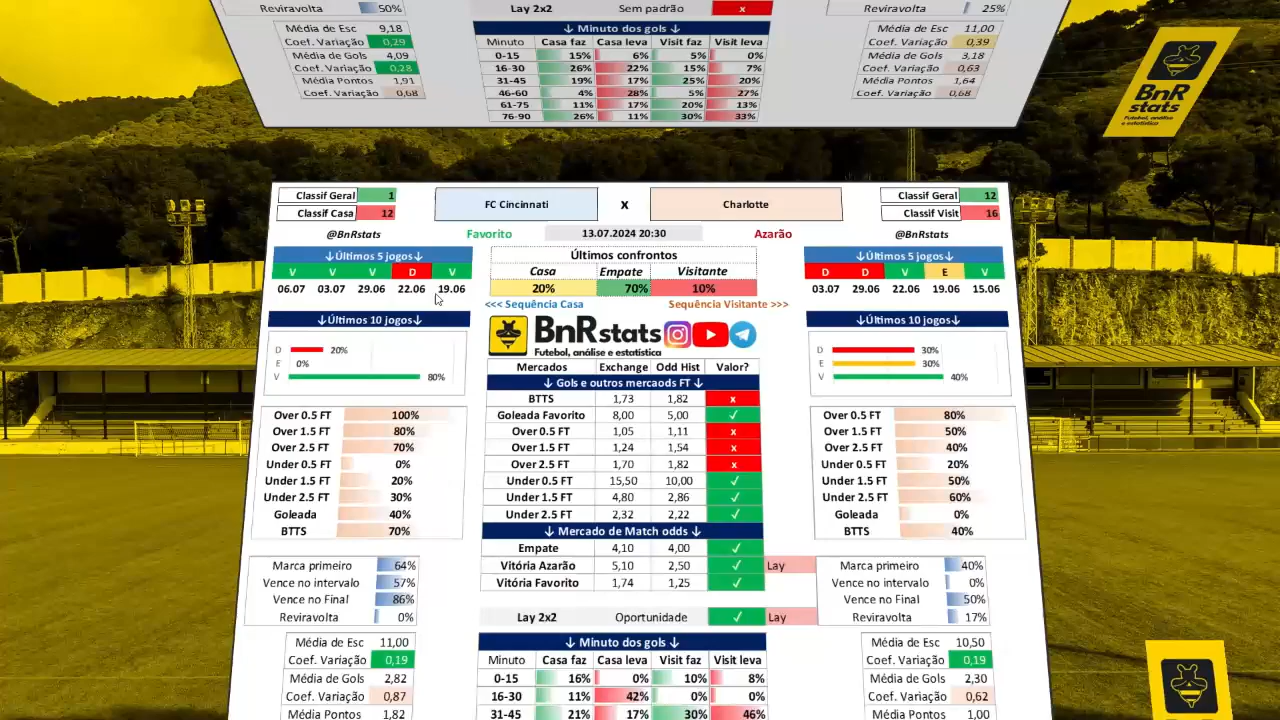 Reviravolta 50% Lay 2x2 Sem padrão x Reviravolta 25%
Média de Esc 9,18 ↓ Minuto dos gols ↓ Média de Esc 11,00
Coef. Variação 0,29 Minuto Casa faz Casa leva Visit faz Visit leva Coef. Variação 0,39
Média de Gols 4,09 0-15 15% 6% 5% 0% Média de Gols 3,18
Coef. Variação 0,28 16-30 26% 22% 15% 7% Coef. Variação 0,63
Média Pontos 1,91 31-45 19% 17% 25% 20% Média Pontos 1,64
Coef. Variação 0,68 46-60 4% 28% 5% 27% Coef. Variação 0,68
61-75 11% 17% 20% 13%
76-90 26% 11% 30% 33%
BnR
stats
Futebol, análise
e estatística
Classif Geral 1 FC Cincinnati x Charlotte Classif Geral 12
Classif Casa 12 Classif Visit 16
@BnRstats Favorito 13.07.2024 20:30 Azarão @BnRstats
↓Últimos 5 jogos↓ Últimos confrontos ↓Últimos 5 jogos↓
V V V D V Casa Empate Visitante D D V E V
06.07 03.07 29.06 22.06 19.06 20% 70% 10% 03.07 29.06 22.06 19.06 15.06
<<< Sequência Casa Sequência Visitante >>>
↓Últimos 10 jogos↓ BnRstats ↓Últimos 10 jogos↓
Futebol, análise e estatística
D 20% D 30%
E 0% E 30%
V 80% V 40%
Mercados Exchange Odd Hist Valor?
↓ Gols e outros mercaods FT ↓
BTTS 1,73 1,82 x
Over 0.5 FT 100% Goleada Favorito 8,00 5,00 ✓ Over 0.5 FT 80%
Over 1.5 FT 80% Over 0.5 FT 1,05 1,11 x Over 1.5 FT 50%
Over 2.5 FT 70% Over 1.5 FT 1,24 1,54 x Over 2.5 FT 40%
Under 0.5 FT 0% Over 2.5 FT 1,70 1,82 x Under 0.5 FT 20%
Under 1.5 FT 20% Under 0.5 FT 15,50 10,00 ✓ Under 1.5 FT 50%
Under 2.5 FT 30% Under 1.5 FT 4,80 2,86 ✓ Under 2.5 FT 60%
Goleada 40% Under 2.5 FT 2,32 2,22 ✓ Goleada 0%
BTTS 70% ↓ Mercado de Match odds ↓ BTTS 40%
Empate 4,10 4,00 ✓
Marca primeiro 64% Vitória Azarão 5,10 2,50 ✓ Lay Marca primeiro 40%
Vence no intervalo 57% Vitória Favorito 1,74 1,25 ✓ Vence no intervalo 0%
Vence no Final 86% Vence no Final 50%
Reviravolta 0% Lay 2x2 Oportunidade ✓ Lay Reviravolta 17%
Média de Esc 11,00 ↓ Minuto dos gols ↓ Média de Esc 10,50
Coef. Variação 0,19 Minuto Casa faz Casa leva Visit faz Visit leva Coef. Variação 0,19
Média de Gols 2,82 0-15 16% 0% 10% 8% Média de Gols 2,30
Coef. Variação 0,87 16-30 11% 42% 0% 0% Coef. Variação 0,62
Média Pontos 1,82 31-45 21% 17% 30% 46% Média Pontos 1,00